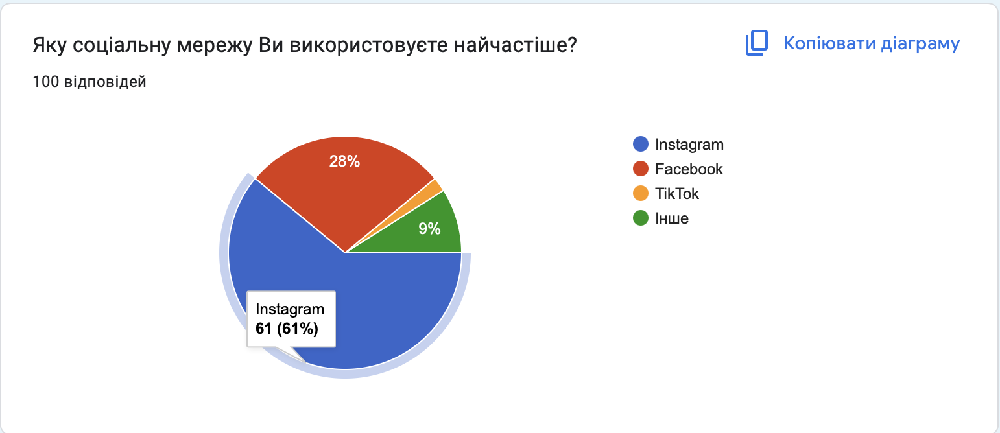 Яку соціальну мережу Ви використовуєте найчастіше?
Копіювати діаграму
100 відповідей
28%
9%
Instagram
61 (61%)
Instagram
Facebook
TikTok
Інше